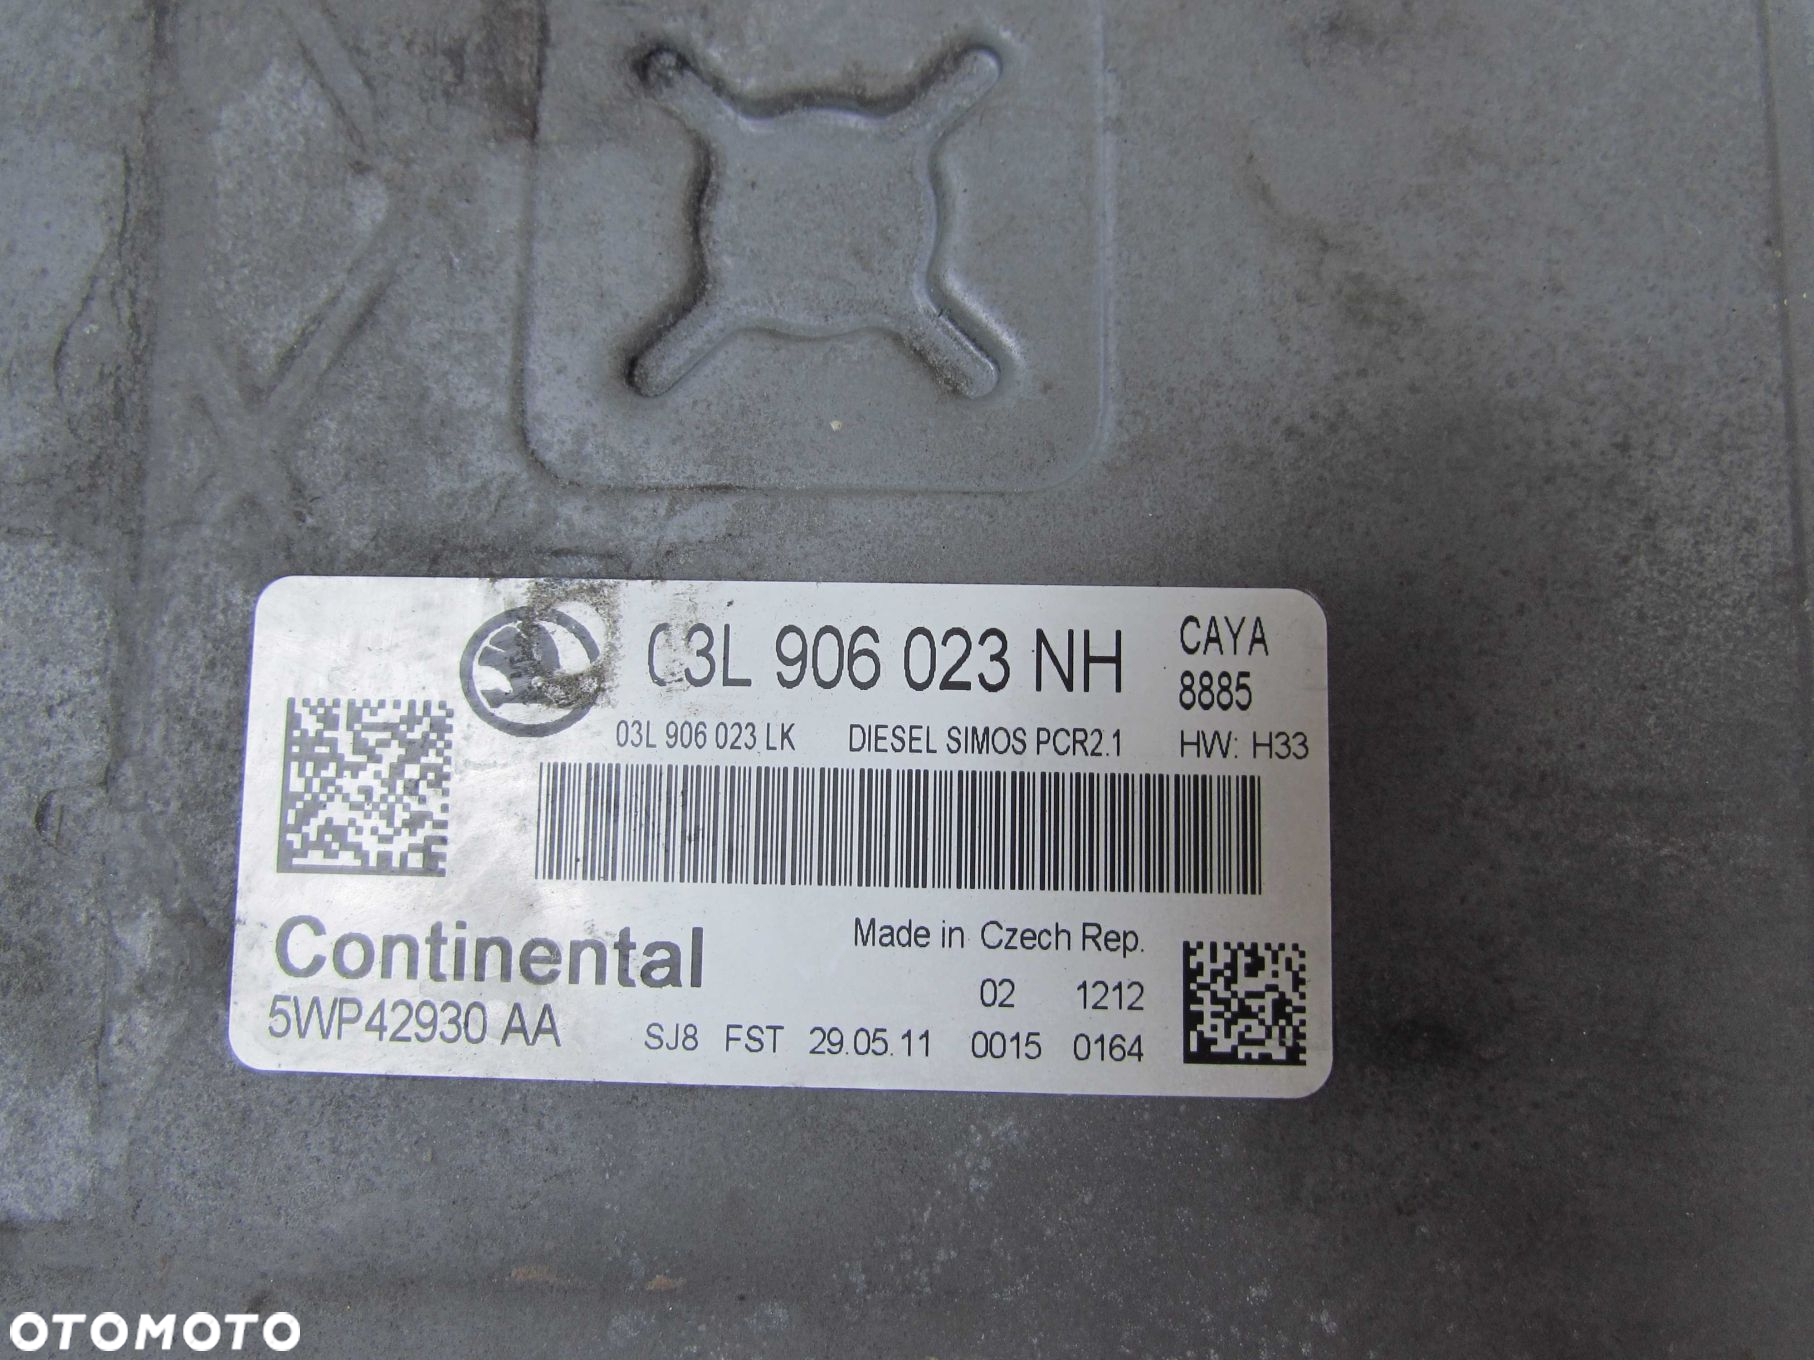 03L 906 023 NH CAYA
8885
03L 906 023 LK DIESEL SIMOS PCR2.1 HW: H33
Continental Made in Czech Rep.
02 1212
5WP42930 AA SJ8 FST 29.05.11 0015 0164
OTOMOTO